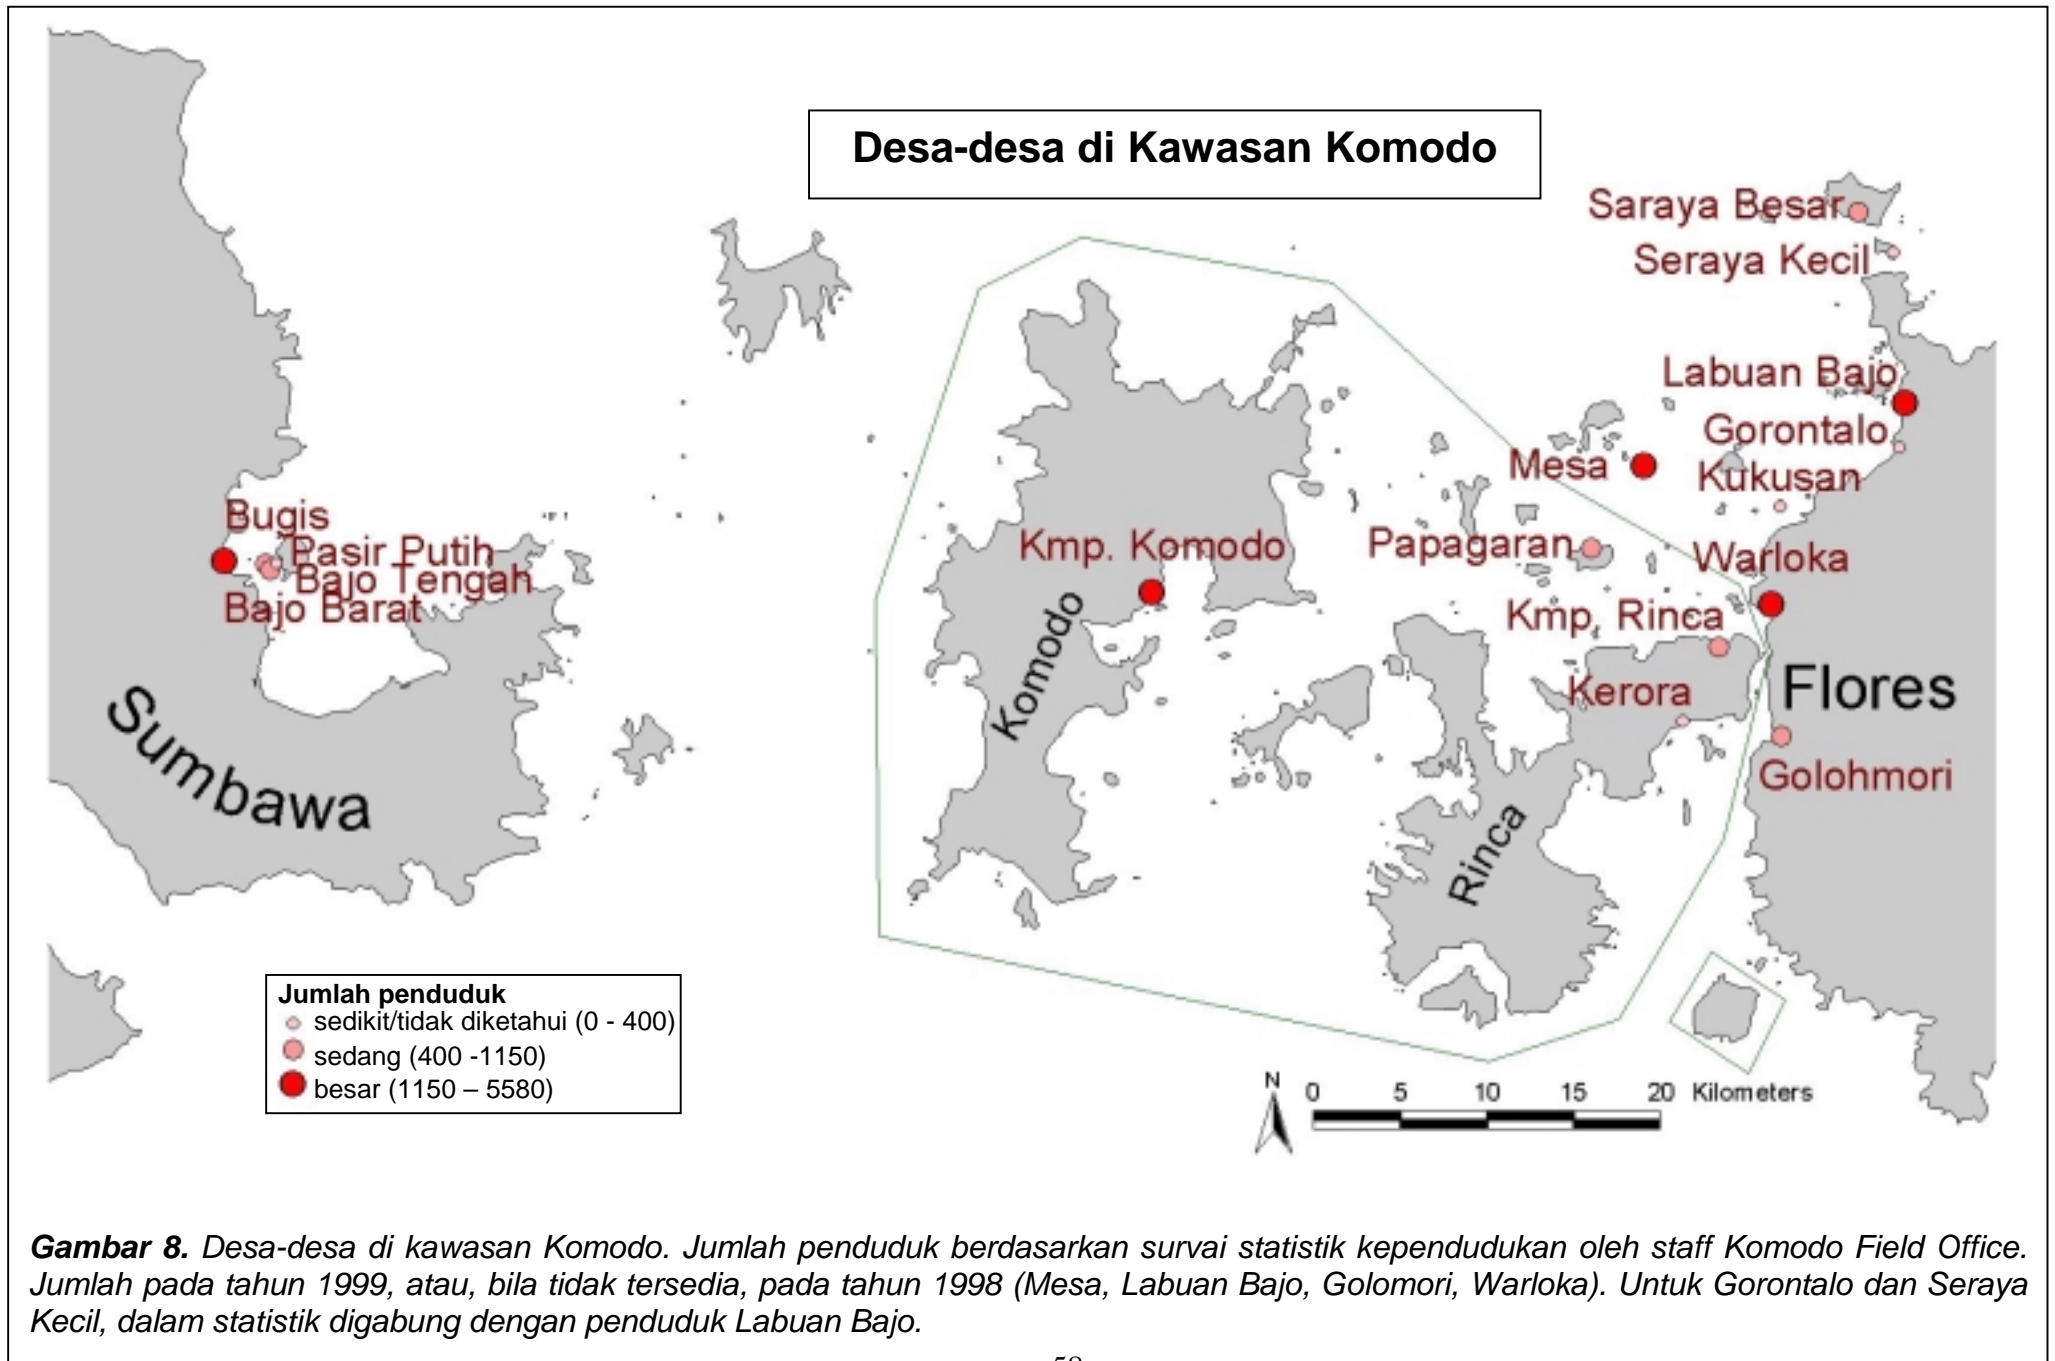 Desa-desa di Kawasan Komodo
Saraya Besar
Seraya Kecil
Labuan Bajo
Gorontalo
Mesa
Kukusan
Bugis
Pasir Putih
Bajo Tengah
Bajo Barat
Kmp. Komodo
Papagaran
Warloka
Kmp. Rinca
Komodo
Kerora
Flores
Golohmori
Sumbawa
Rinca
Jumlah penduduk
sedikit/tidak diketahui (0 - 400)
sedang (400 -1150)
besar (1150 – 5580)
N
0 5 10 15 20 Kilometers
Gambar 8. Desa-desa di kawasan Komodo. Jumlah penduduk berdasarkan survai statistik kependudukan oleh staff Komodo Field Office.
Jumlah pada tahun 1999, atau, bila tidak tersedia, pada tahun 1998 (Mesa, Labuan Bajo, Golomori, Warloka). Untuk Gorontalo dan Seraya
Kecil, dalam statistik digabung dengan penduduk Labuan Bajo.